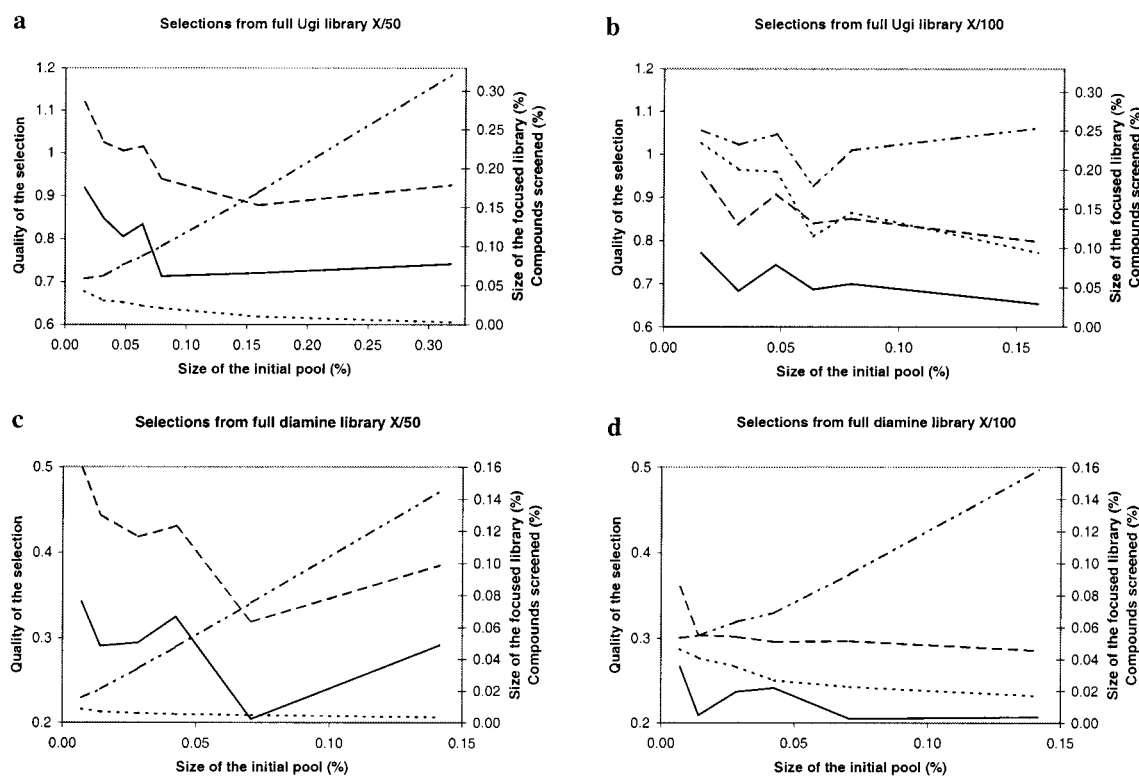 a
Selections from full Ugi library X/50
1.2
1.1
1
0.9
0.8
0.7
0.6
Quality of the selection
0.30
0.25
0.20
0.15
0.10
0.05
0.00
Size of the focused library (%)
Compounds screened (%)
0.00 0.05 0.10 0.15 0.20 0.25 0.30
Size of the initial pool (%)
b
Selections from full Ugi library X/100
1.2
1.1
1
0.9
0.8
0.7
0.6
Quality of the selection
0.30
0.25
0.20
0.15
0.10
0.05
0.00
Size of the focused library (%)
Compounds screened (%)
0.00 0.05 0.10 0.15
Size of the initial pool (%)
c
Selections from full diamine library X/50
0.5
0.4
0.3
0.2
Quality of the selection
0.16
0.14
0.12
0.10
0.08
0.06
0.04
0.02
0.00
Size of the focused library (%)
Compounds screened (%)
0.00 0.05 0.10 0.15
Size of the initial pool (%)
d
Selections from full diamine library X/100
0.5
0.4
0.3
0.2
Quality of the selection
0.16
0.14
0.12
0.10
0.08
0.06
0.04
0.02
0.00
Size of the focused library (%)
Compounds screened (%)
0.00 0.05 0.10 0.15
Size of the initial pool (%)